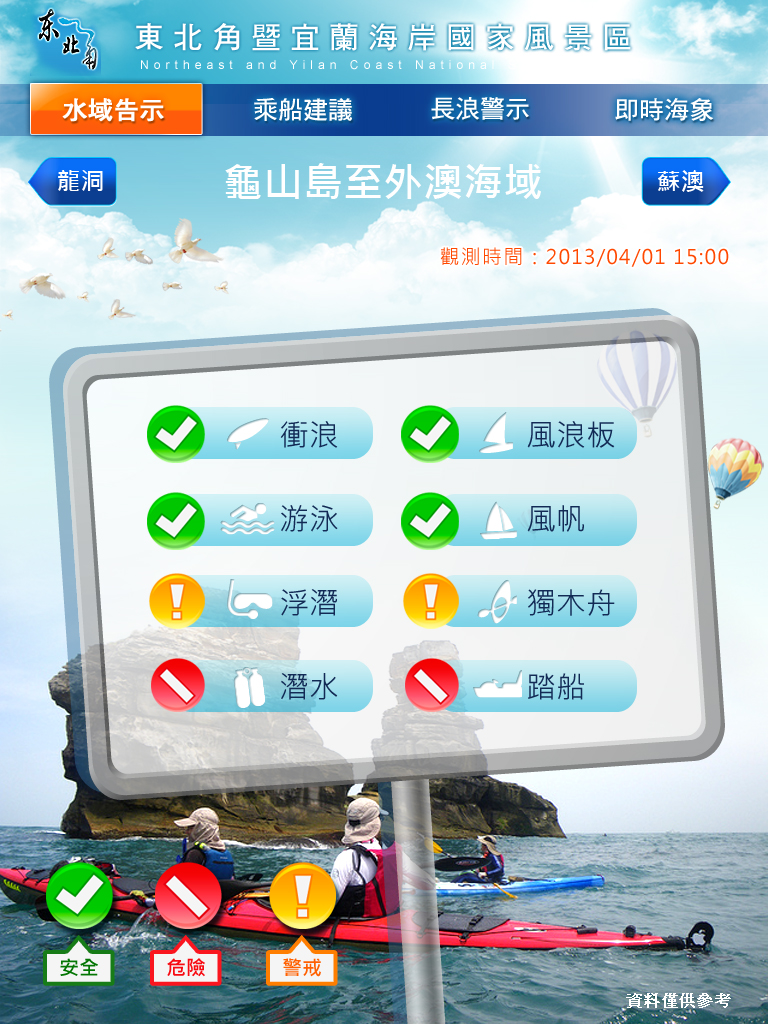 东北角
東北角暨宜蘭海岸國家風景區
Northeast and Yilan Coast National
水域告示
乘船建議
長浪警示
即時海象
龍洞
龜山島至外澳海域
蘇澳
觀測時間：2013/04/01 15:00
衝浪
風浪板
游泳
風帆
浮潛
獨木舟
潛水
踏船
安全
危險
警戒
資料僅供參考